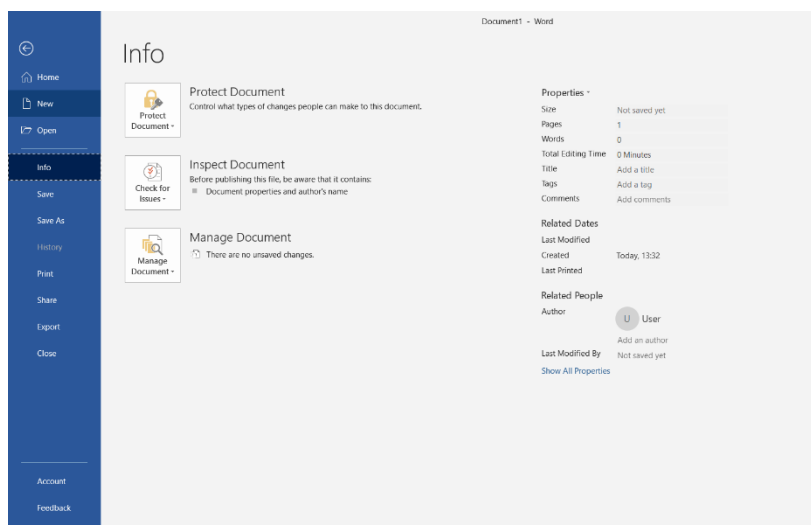 Document1 - Word
Info
Home
New
Open
Info
Save
Save As
History
Print
Share
Export
Close
Account
Feedback
Protect
Document
Protect Document
Control what types of changes people can make to this document.
Check for
Issues
Inspect Document
Before publishing this file, be aware that it contains:
Document properties and author's name
Manage
Document
Manage Document
There are no unsaved changes.
Properties
Size Not saved yet
Pages 1
Words 0
Total Editing Time 0 Minutes
Title Add a title
Tags Add a tag
Comments Add comments
Related Dates
Last Modified
Created Today, 13:32
Last Printed
Related People
Author U User
Add an author
Last Modified By Not saved yet
Show All Properties